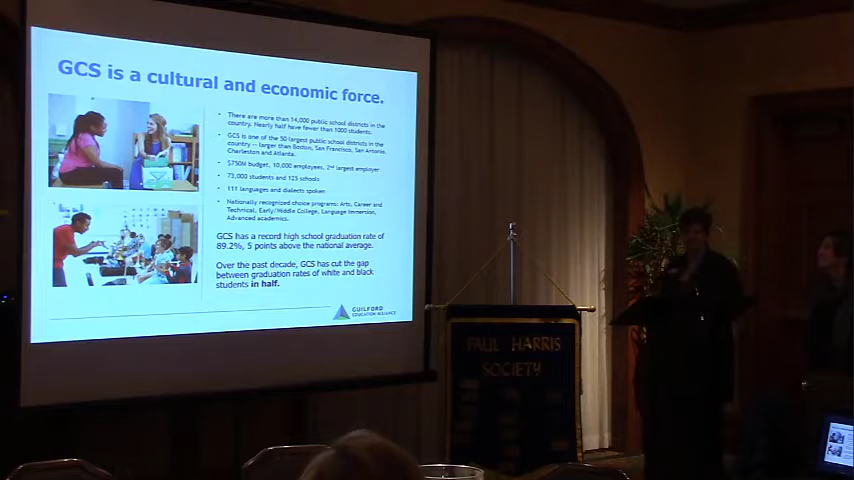 GCS is a cultural and economic force.
There are more than 14,000 public school districts in the
country. Nearly half have fewer than 1000 students.
GCS is one of the 50 largest public school districts in the
country -- larger than Boston, San Francisco, San Antonio,
Charleston and Atlanta.
$750M budget, 10,000 employees, 2nd largest employer
73,000 students and 125 schools
111 languages and dialects spoken
Nationally recognized choice programs: Arts, Career and
Technical, Early/Middle College, Language Immersion,
Advanced academics.
GCS has a record high school graduation rate of
89.2%, 5 points above the national average.
Over the past decade, GCS has cut the gap
between graduation rates of white and black
students in half.
GUILFORD
EDUCATION ALLIANCE
PAUL HARRIS
SOCIETY